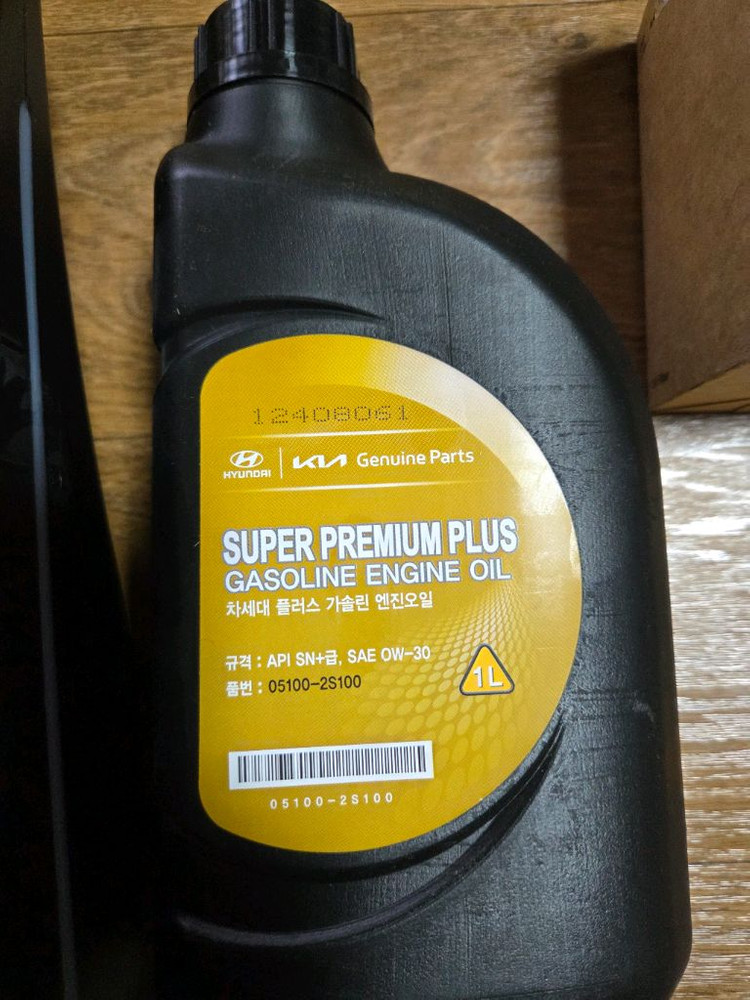 12408061
HYUNDAI KIA Genuine Parts
SUPER PREMIUM PLUS
GASOLINE ENGINE OIL
차세대 플러스 가솔린 엔진오일
규격 : API SN+급, SAE 0W-30
품번 : 05100-2S100
1L
05100-2S100